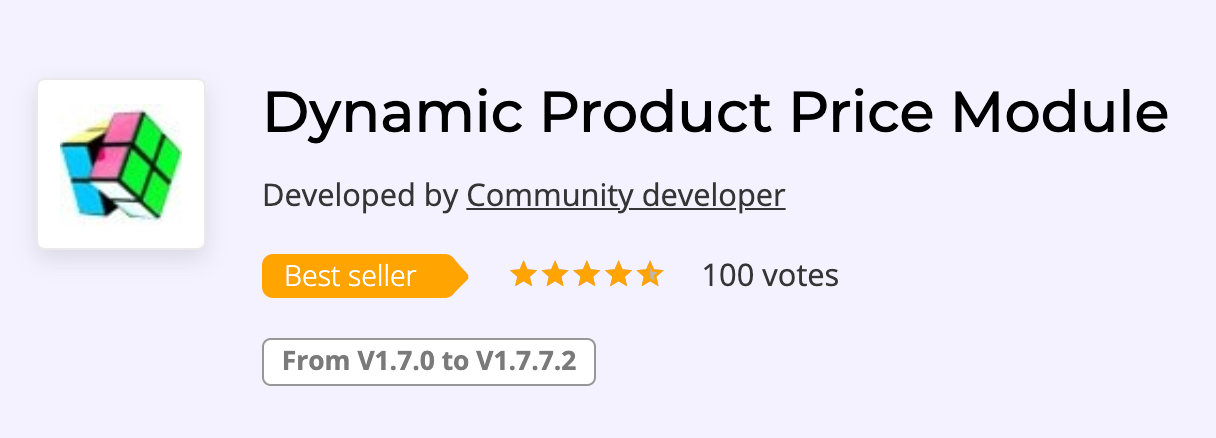 Dynamic Product Price Module
Developed by Community developer
Best seller
100 votes
From V1.7.0 to V1.7.7.2